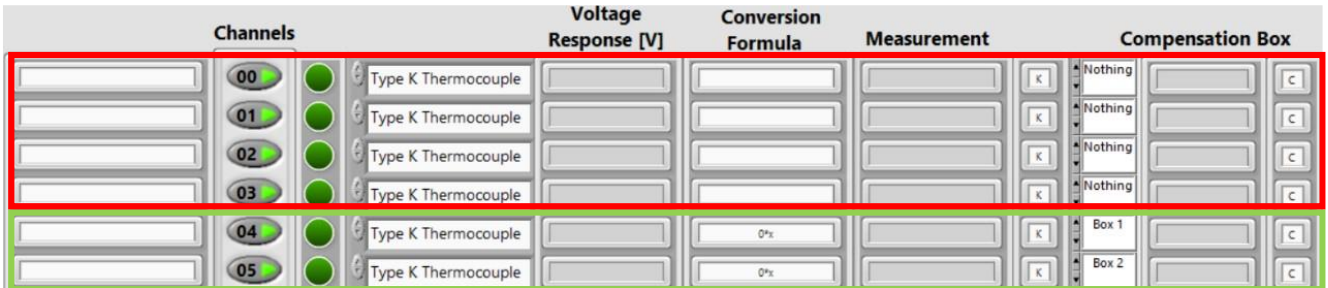 Channels Voltage Response [V] Conversion Formula Measurement Compensation Box
00 Type K Thermocouple K Nothing C
01 Type K Thermocouple K Nothing C
02 Type K Thermocouple K Nothing C
03 Type K Thermocouple K Nothing C
04 Type K Thermocouple 0*x K Box 1 C
05 Type K Thermocouple 0*x K Box 2 C